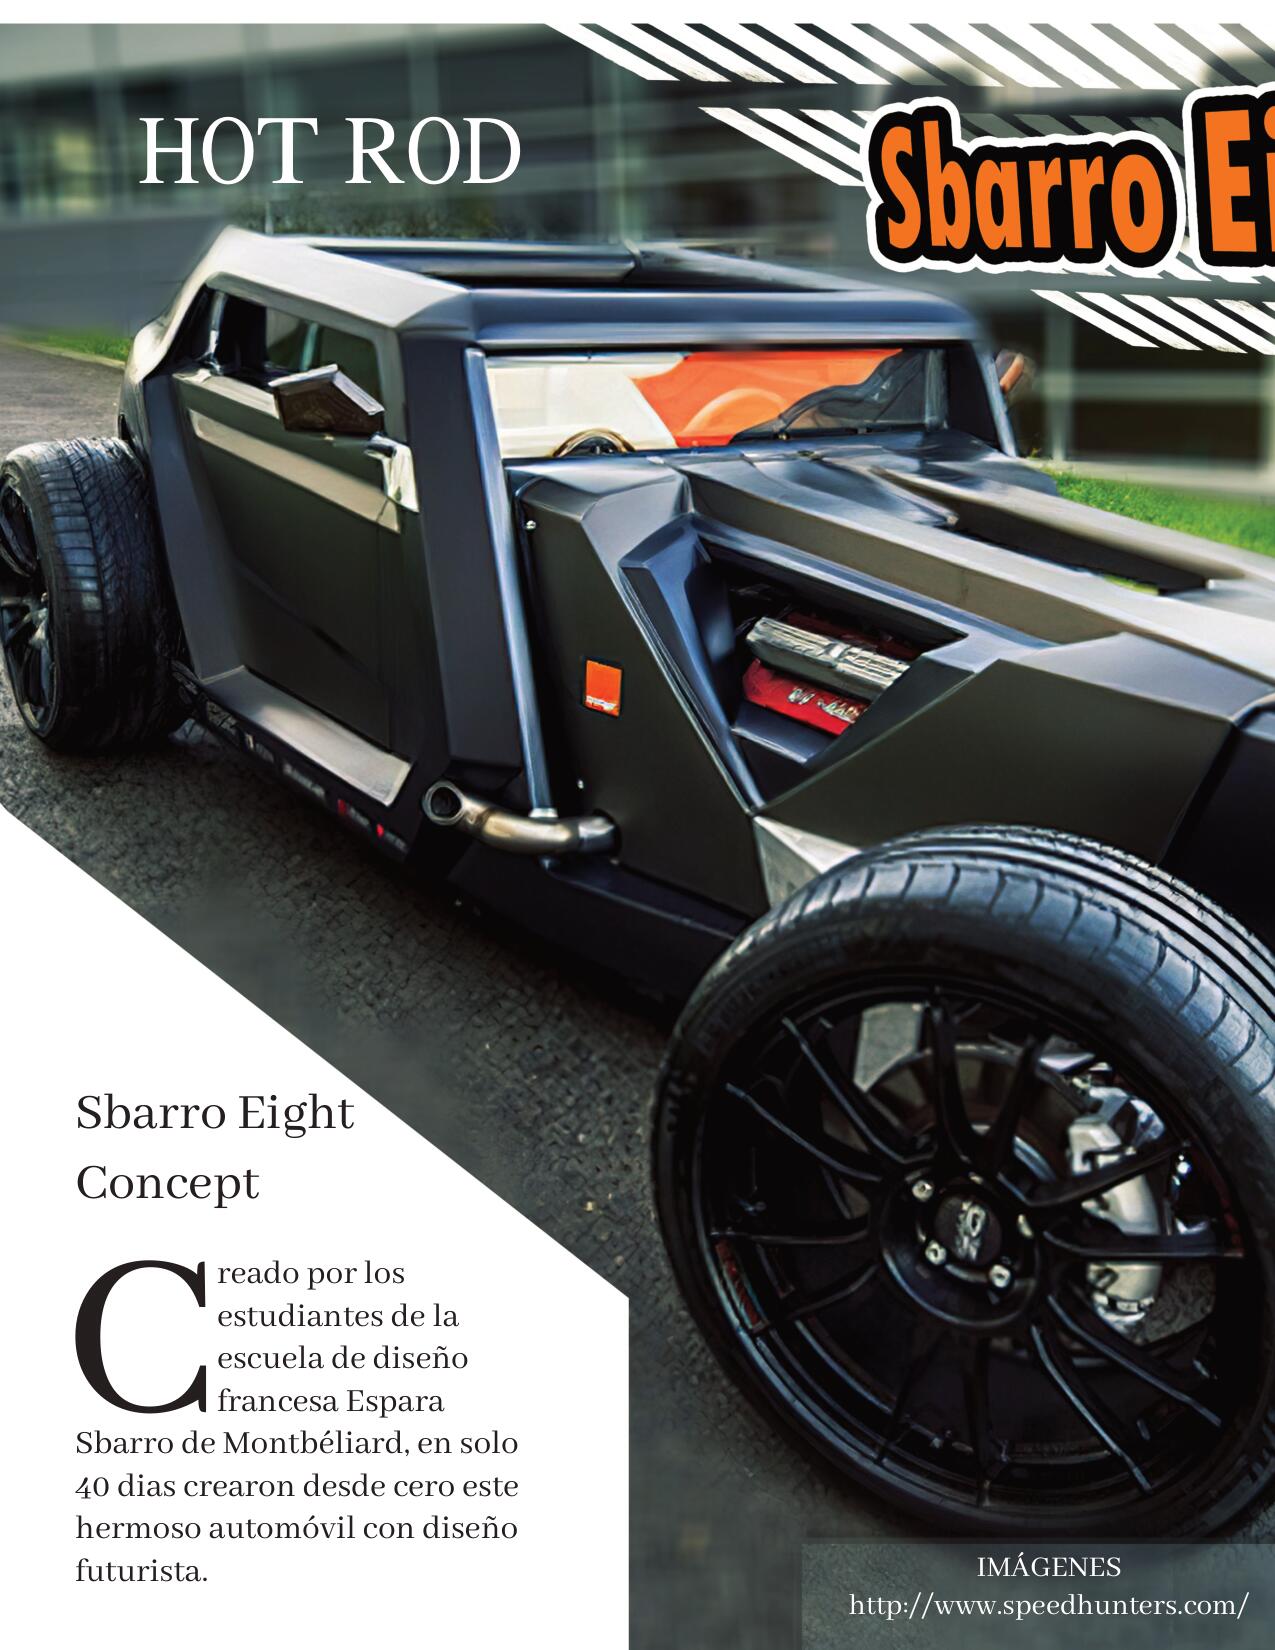 HOT ROD
Sbarro Ei
Sbarro Eight
Concept
Creado por los
estudiantes de la
escuela de diseño
francesa Espara
Sbarro de Montbéliard, en solo
40 dias crearon desde cero este
hermoso automóvil con diseño
futurista.
IMÁGENES
http://www.speedhunters.com/